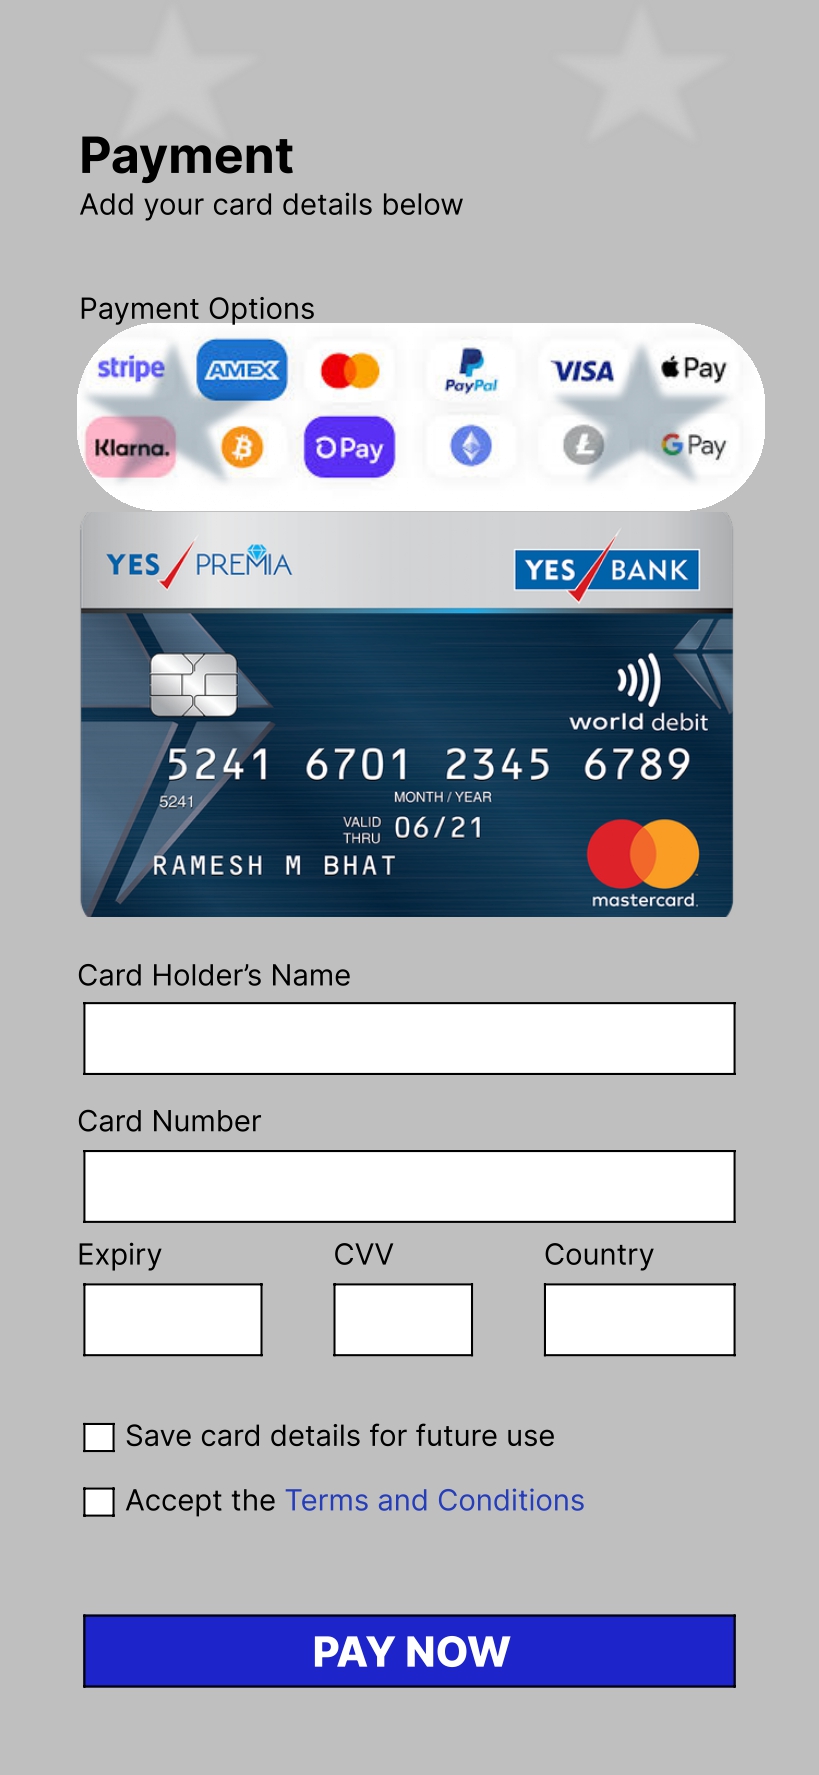 Payment
Add your card details below
Payment Options
stripe AMEX PayPal VISA Pay
Klarna. Pay G Pay
YES PREMIA YES BANK
world debit
5241 6701 2345 6789
5241 MONTH / YEAR
VALID THRU 06/21
RAMESH M BHAT
mastercard.
Card Holder’s Name
Card Number
Expiry CVV Country
Save card details for future use
Accept the Terms and Conditions
PAY NOW